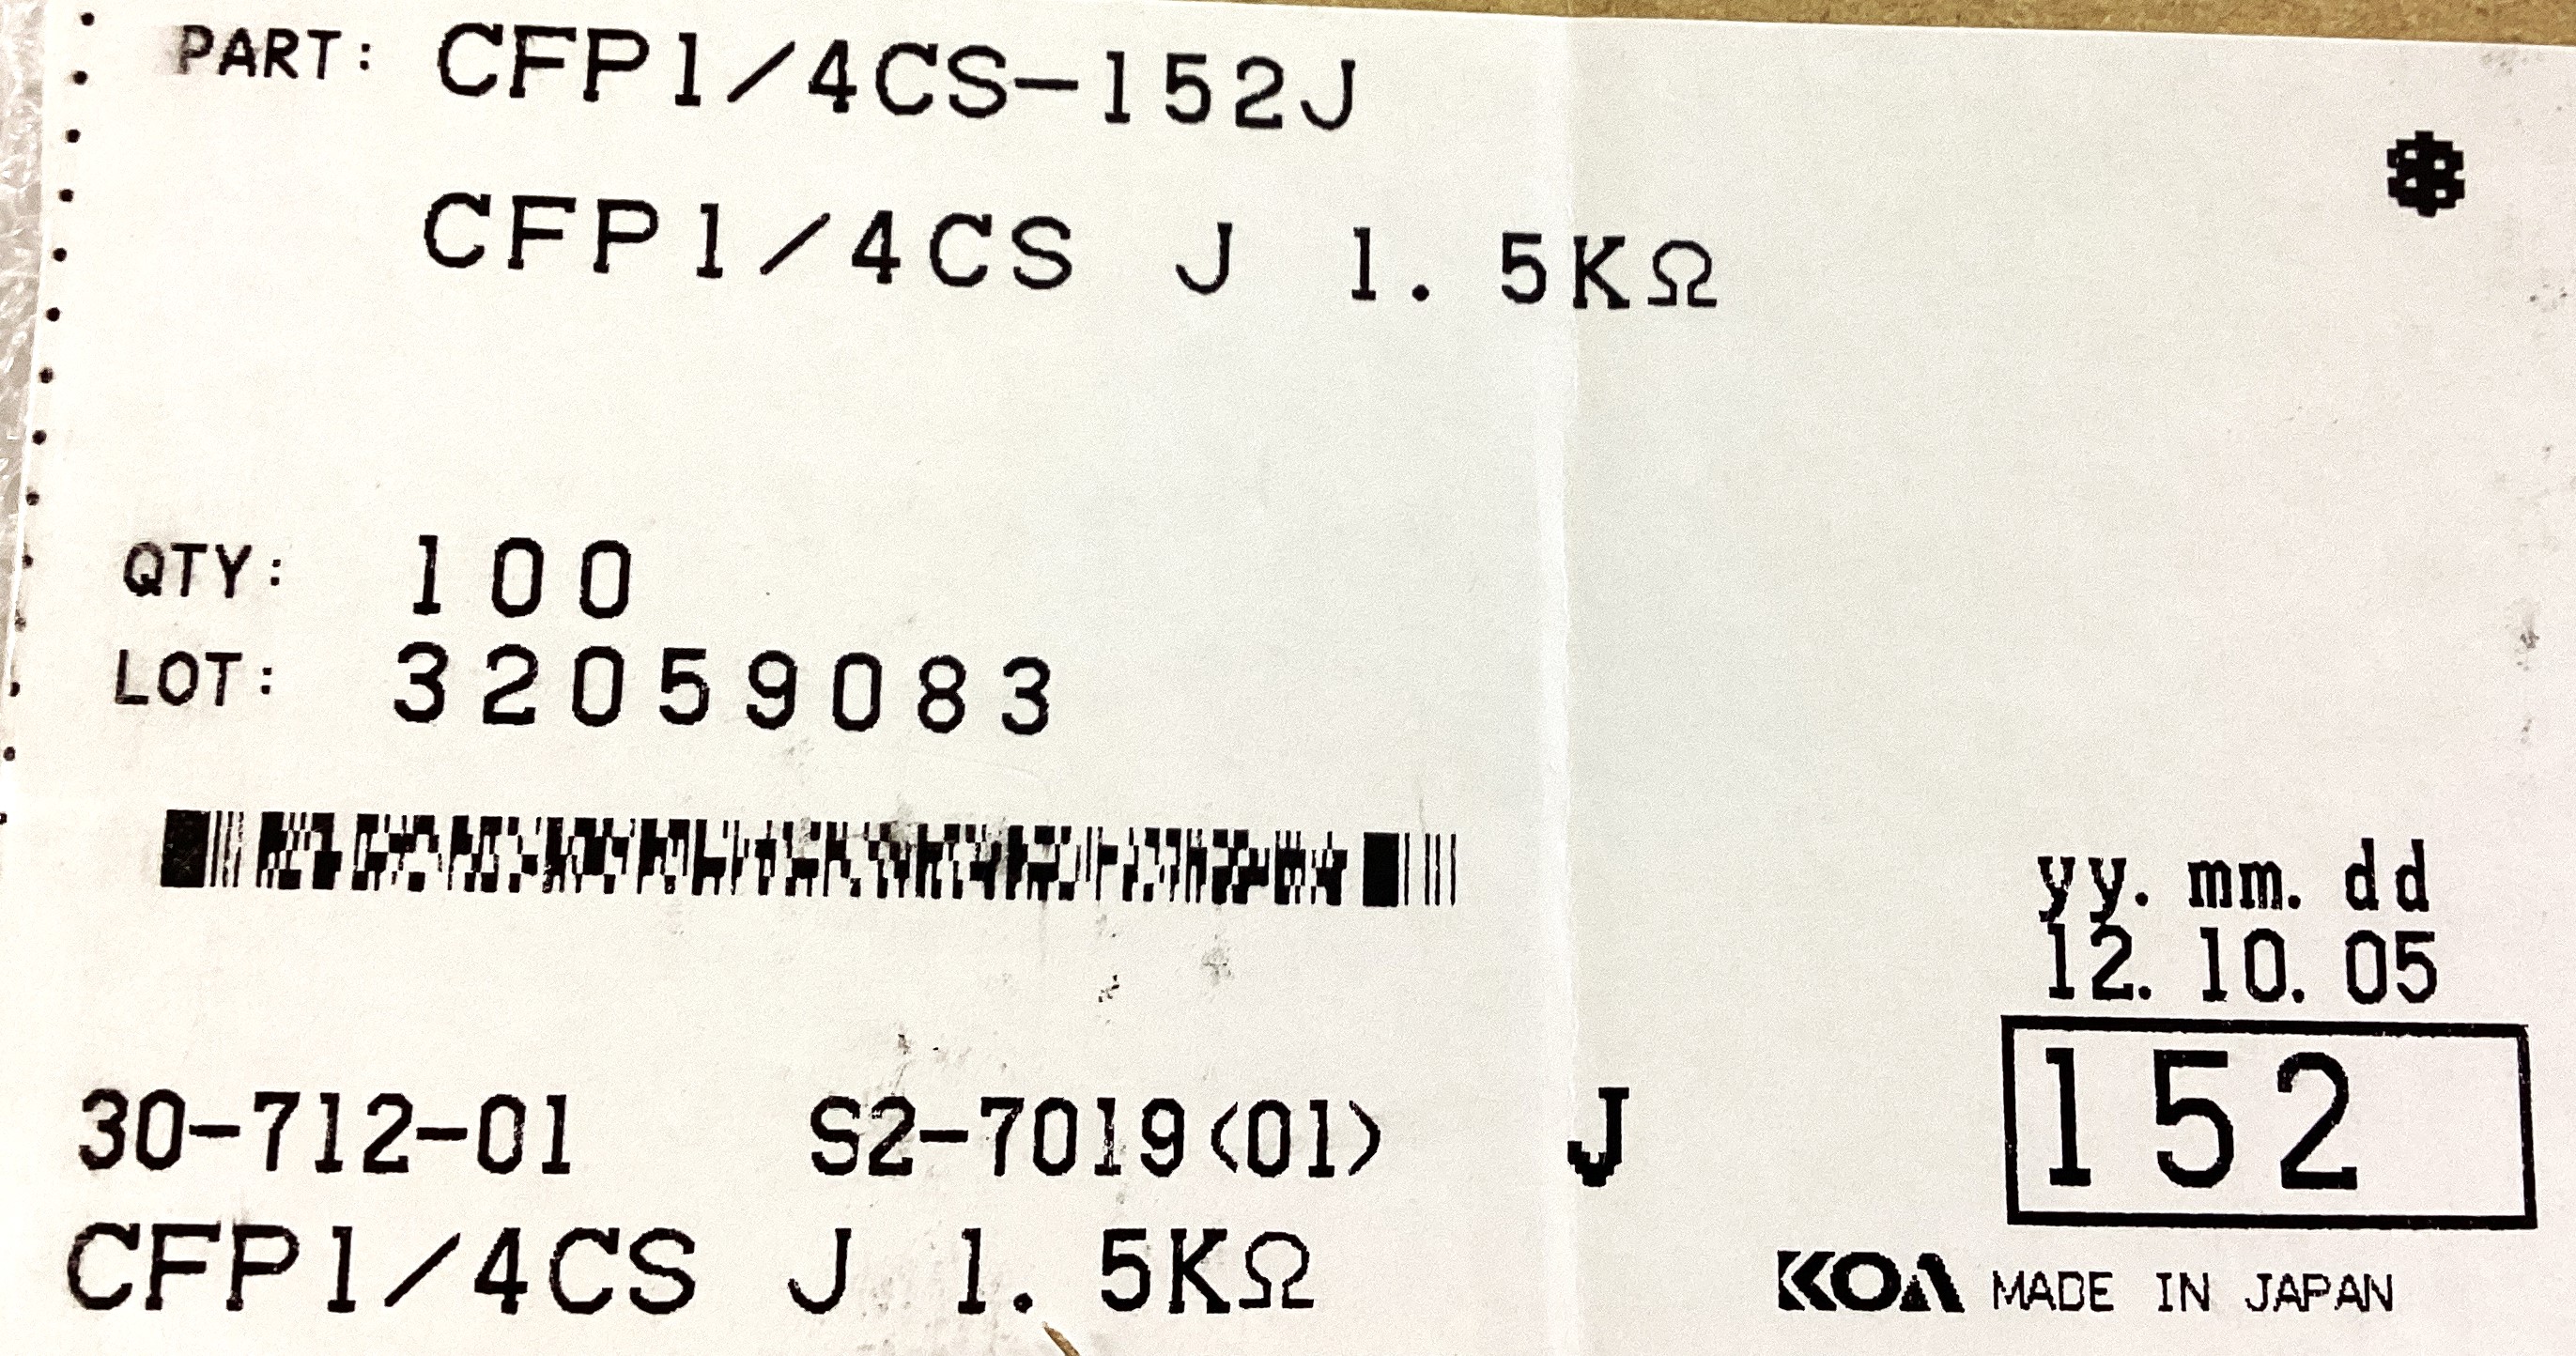 PART: CFP1/4CS-152J
CFP1/4CS J 1.5KΩ
QTY: 100
LOT: 32059083
yy.mm.dd
12.10.05
152
30-712-01 S2-7019(01) J
CFP1/4CS J 1.5KΩ
KOA MADE IN JAPAN